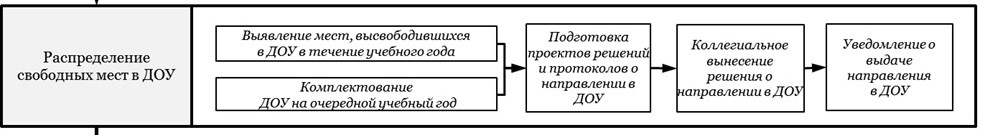 Распределение
свободных мест в ДОУ
Выявление мест, высвободившихся
в ДОУ в течение учебного года
Комплектование
ДОУ на очередной учебный год
Подготовка
проектов решений
и протоколов о
направлении в
ДОУ
Коллегиальное
вынесение
решения о
направлении в ДОУ
Уведомление о
выдаче
направления
в ДОУ